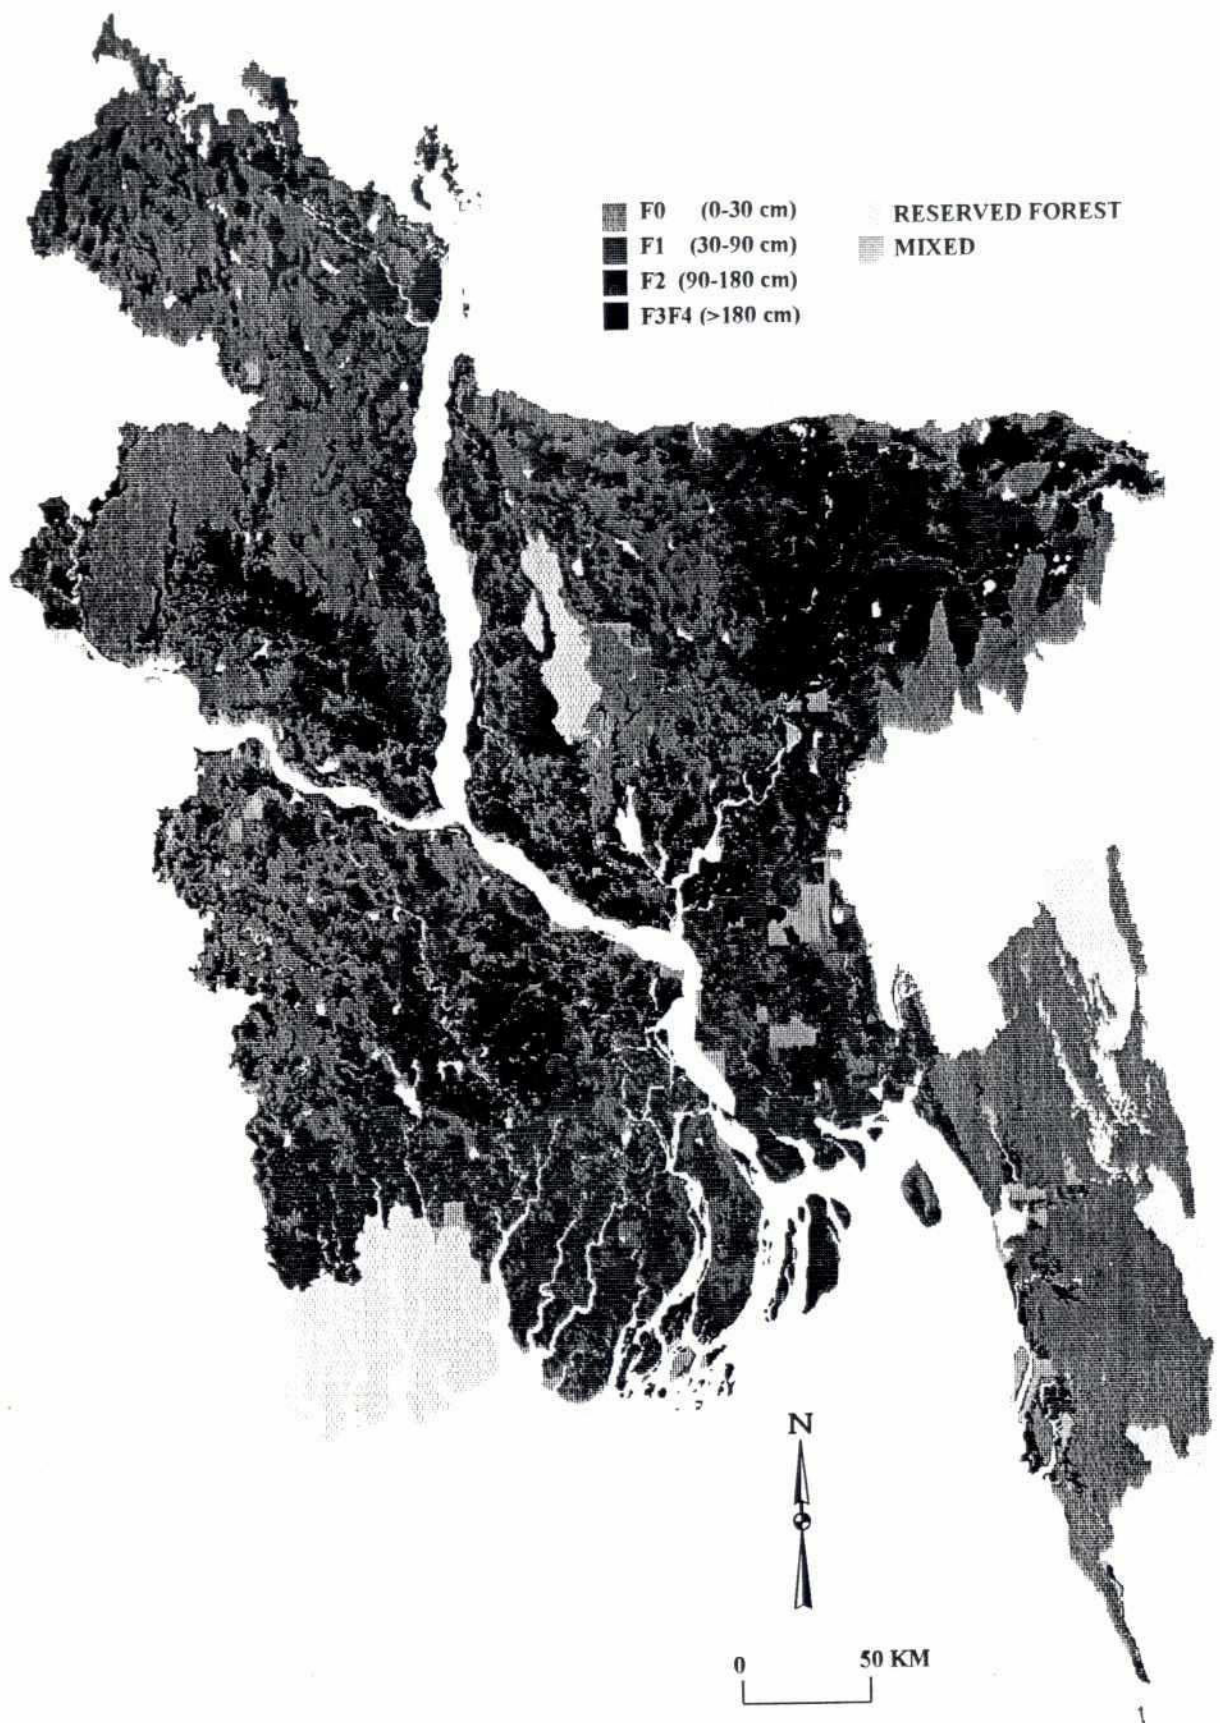 F0 (0-30 cm)
F1 (30-90 cm)
F2 (90-180 cm)
F3F4 (>180 cm)
RESERVED FOREST
MIXED
N
0 50 KM
1